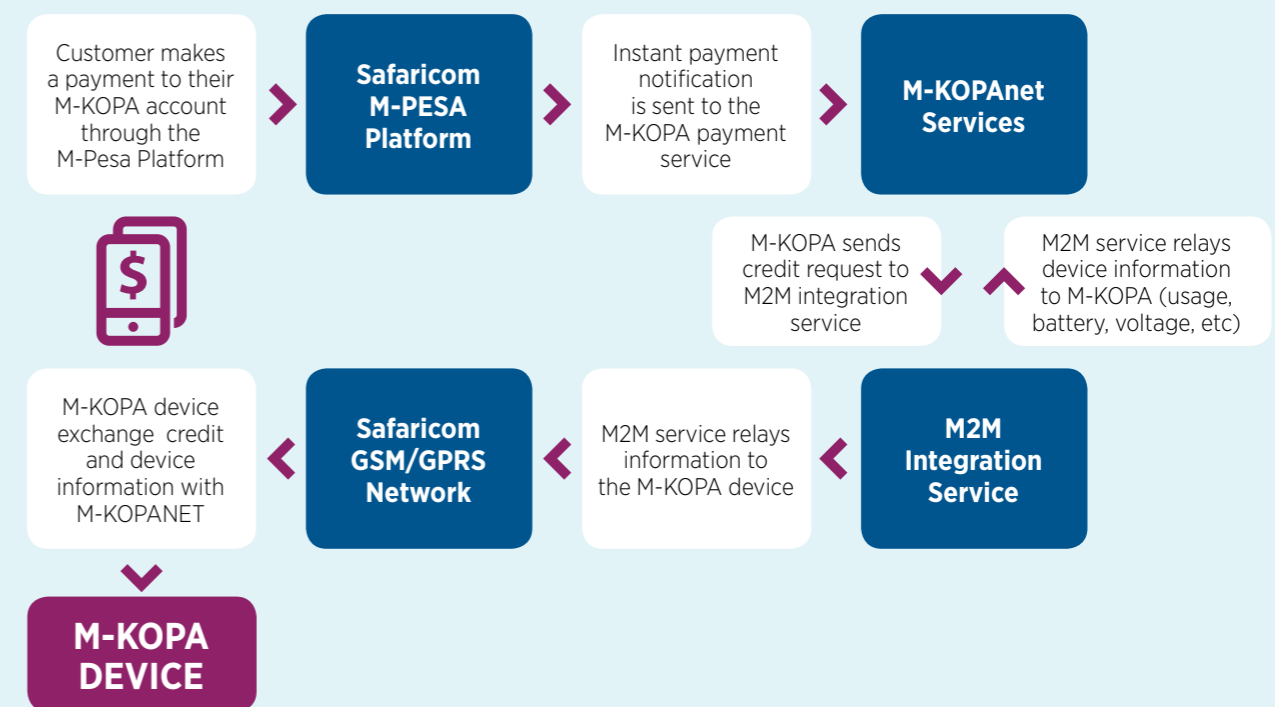 Customer makes
a payment to their
M-KOPA account
through the
M-Pesa Platform
Safaricom
M-PESA
Platform
Instant payment
notification
is sent to the
M-KOPA payment
service
M-KOPAnet
Services
$
M-KOPA sends
credit request to
M2M integration
service
M2M service relays
device information
to M-KOPA (usage,
battery, voltage, etc)
M-KOPA device
exchange credit
and device
information with
M-KOPANET
Safaricom
GSM/GPRS
Network
M2M service relays
information to
the M-KOPA device
M2M
Integration
Service
M-KOPA
DEVICE